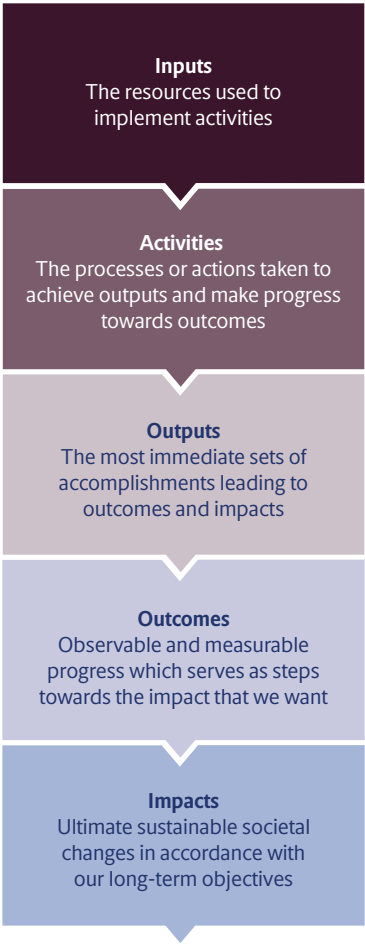 Inputs
The resources used to
implement activities
Activities
The processes or actions taken to
achieve outputs and make progress
towards outcomes
Outputs
The most immediate sets of
accomplishments leading to
outcomes and impacts
Outcomes
Observable and measurable
progress which serves as steps
towards the impact that we want
Impacts
Ultimate sustainable societal
changes in accordance with
our long-term objectives